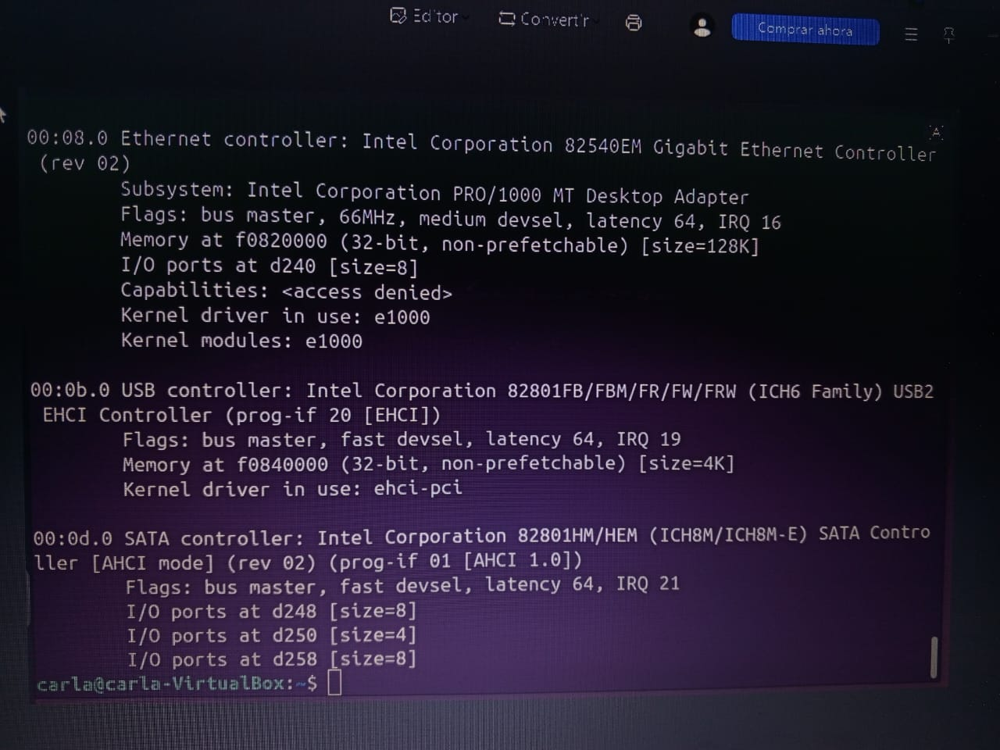 Editor
Convertir
Comprar ahora
00:08.0 Ethernet controller: Intel Corporation 82540EM Gigabit Ethernet Controller
(rev 02)
Subsystem: Intel Corporation PRO/1000 MT Desktop Adapter
Flags: bus master, 66MHz, medium devsel, latency 64, IRQ 16
Memory at f0820000 (32-bit, non-prefetchable) [size=128K]
I/O ports at d240 [size=8]
Capabilities: <access denied>
Kernel driver in use: e1000
Kernel modules: e1000
00:0b.0 USB controller: Intel Corporation 82801FB/FBM/FR/FW/FRW (ICH6 Family) USB2
EHCI Controller (prog-if 20 [EHCI])
Flags: bus master, fast devsel, latency 64, IRQ 19
Memory at f0840000 (32-bit, non-prefetchable) [size=4K]
Kernel driver in use: ehci-pci
00:0d.0 SATA controller: Intel Corporation 82801HM/HEM (ICH8M/ICH8M-E) SATA Contro
ller [AHCI mode] (rev 02) (prog-if 01 [AHCI 1.0])
Flags: bus master, fast devsel, latency 64, IRQ 21
I/O ports at d248 [size=8]
I/O ports at d250 [size=4]
I/O ports at d258 [size=8]
carla@carla-VirtualBox:~$